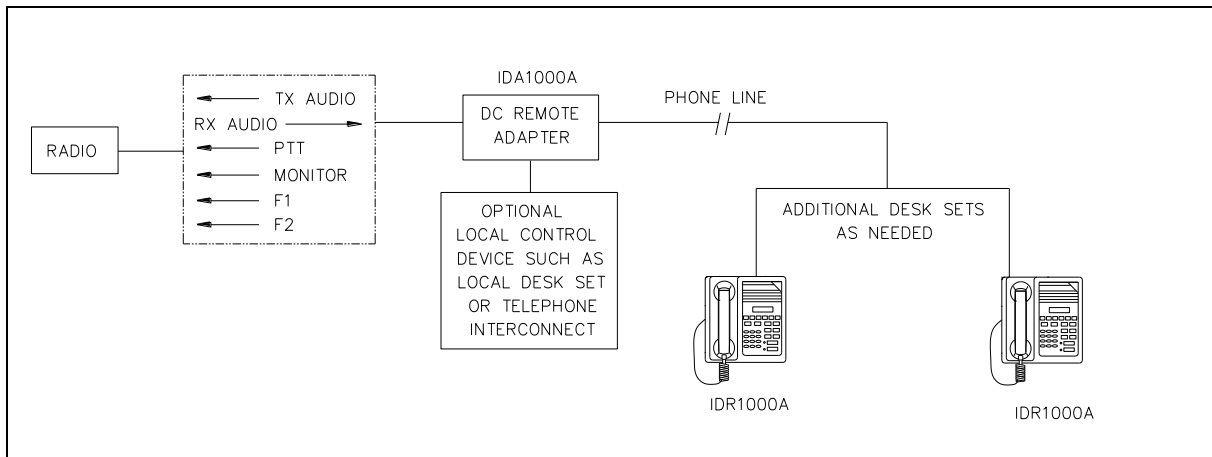 IDA1000A
TX AUDIO
RX AUDIO
PTT
MONITOR
F1
F2
RADIO
DC REMOTE
ADAPTER
PHONE LINE
OPTIONAL
LOCAL CONTROL
DEVICE SUCH AS
LOCAL DESK SET
OR TELEPHONE
INTERCONNECT
ADDITIONAL DESK SETS
AS NEEDED
IDR1000A
IDR1000A